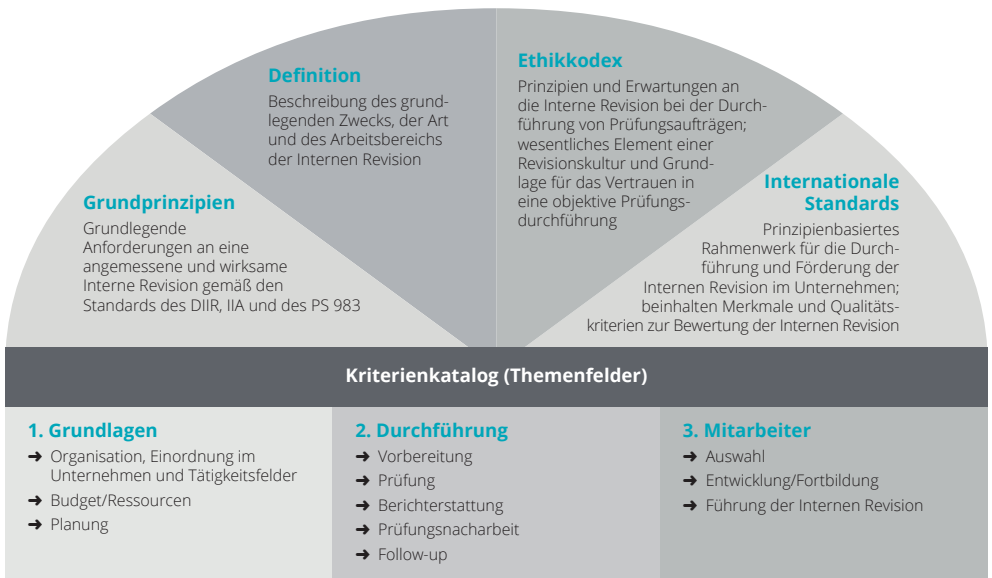 Grundprinzipien
Grundlegende
Anforderungen an eine
angemessene und wirksame
Interne Revision gemäß den
Standards des DIIR, IIA und des PS 983
Definition
Beschreibung des grund-
legenden Zwecks, der Art
und des Arbeitsbereichs
der Internen Revision
Ethikkodex
Prinzipien und Erwartungen an
die Interne Revision bei der Durch-
führung von Prüfungsaufträgen;
wesentliches Element einer
Revisionskultur und Grund-
lage für das Vertrauen in
eine objektive Prüfungs-
durchführung
Internationale
Standards
Prinzipienbasiertes
Rahmenwerk für die Durch-
führung und Förderung der
Internen Revision im Unternehmen;
beinhalten Merkmale und Qualitäts-
kriterien zur Bewertung der Internen Revision
Kriterienkatalog (Themenfelder)
1. Grundlagen
➜ Organisation, Einordnung im
Unternehmen und Tätigkeitsfelder
➜ Budget/Ressourcen
➜ Planung
2. Durchführung
➜ Vorbereitung
➜ Prüfung
➜ Berichterstattung
➜ Prüfungsnacharbeit
➜ Follow-up
3. Mitarbeiter
➜ Auswahl
➜ Entwicklung/Fortbildung
➜ Führung der Internen Revision